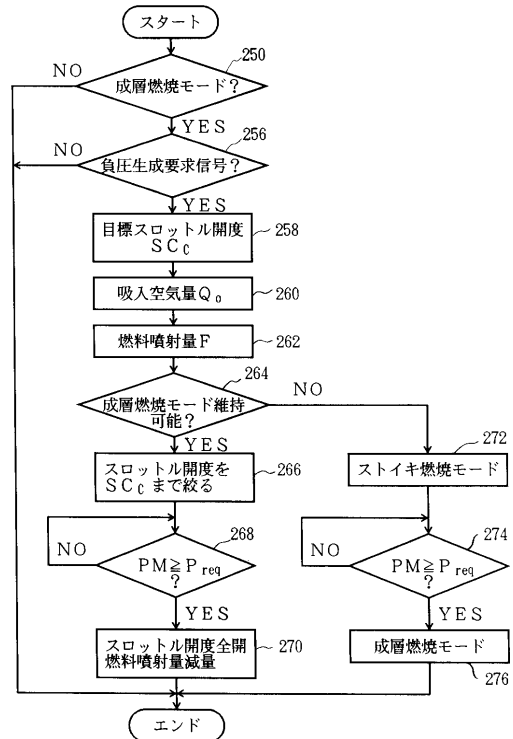 スタート
250
NO
成層燃焼モード?
YES
256
NO
負圧生成要求信号?
YES
目標スロットル開度
SCC
258
吸入空気量Qo
260
燃料噴射量F
262
264
NO
成層燃焼モード維持
可能?
YES
272
スロットル開度を
SCCまで絞る
266
ストイキ燃焼モード
268
274
NO
PM≧Preq
?
NO
PM≧Preq
?
YES
YES
スロットル開度全開
燃料噴射量減量
270
成層燃焼モード
276
エンド